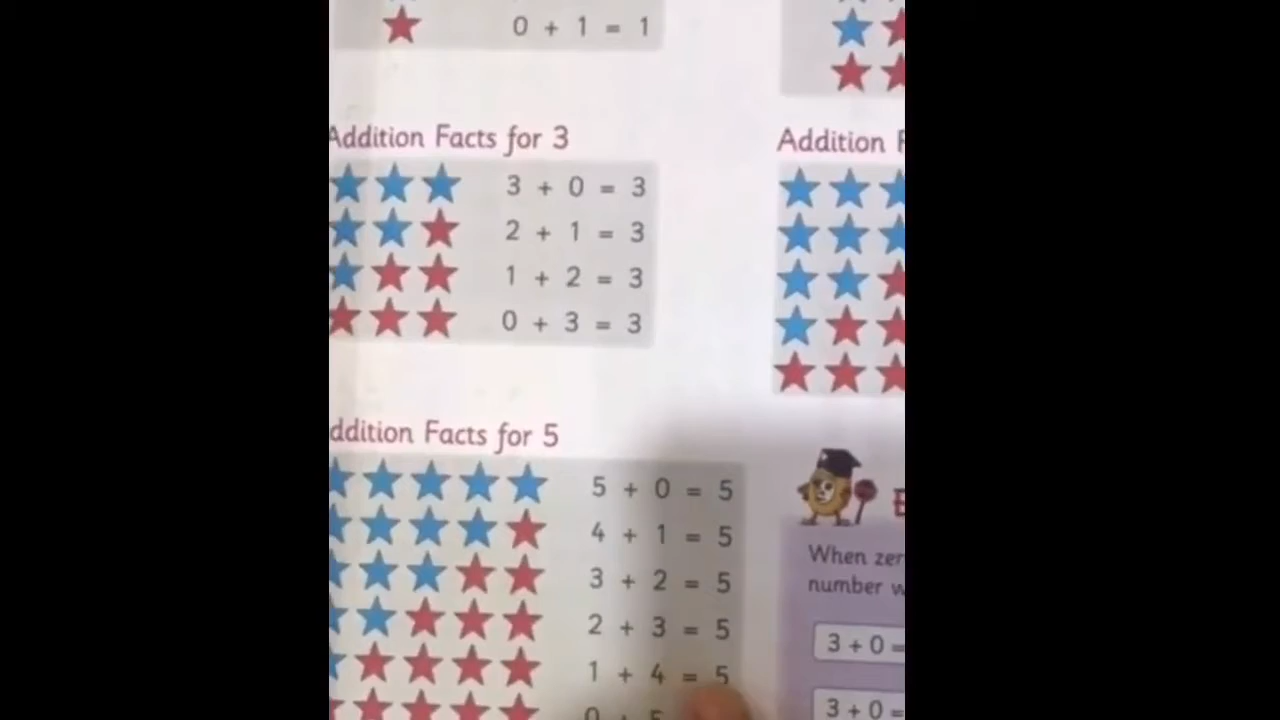 0 + 1 = 1
Addition Facts for 3
3 + 0 = 3
2 + 1 = 3
1 + 2 = 3
0 + 3 = 3
ddition Facts for 5
5 + 0 = 5
4 + 1 = 5
3 + 2 = 5
2 + 3 = 5
1 + 4 = 5
0 + 5
Addition F
When zer
number w
3 + 0 =
3 + 0 =